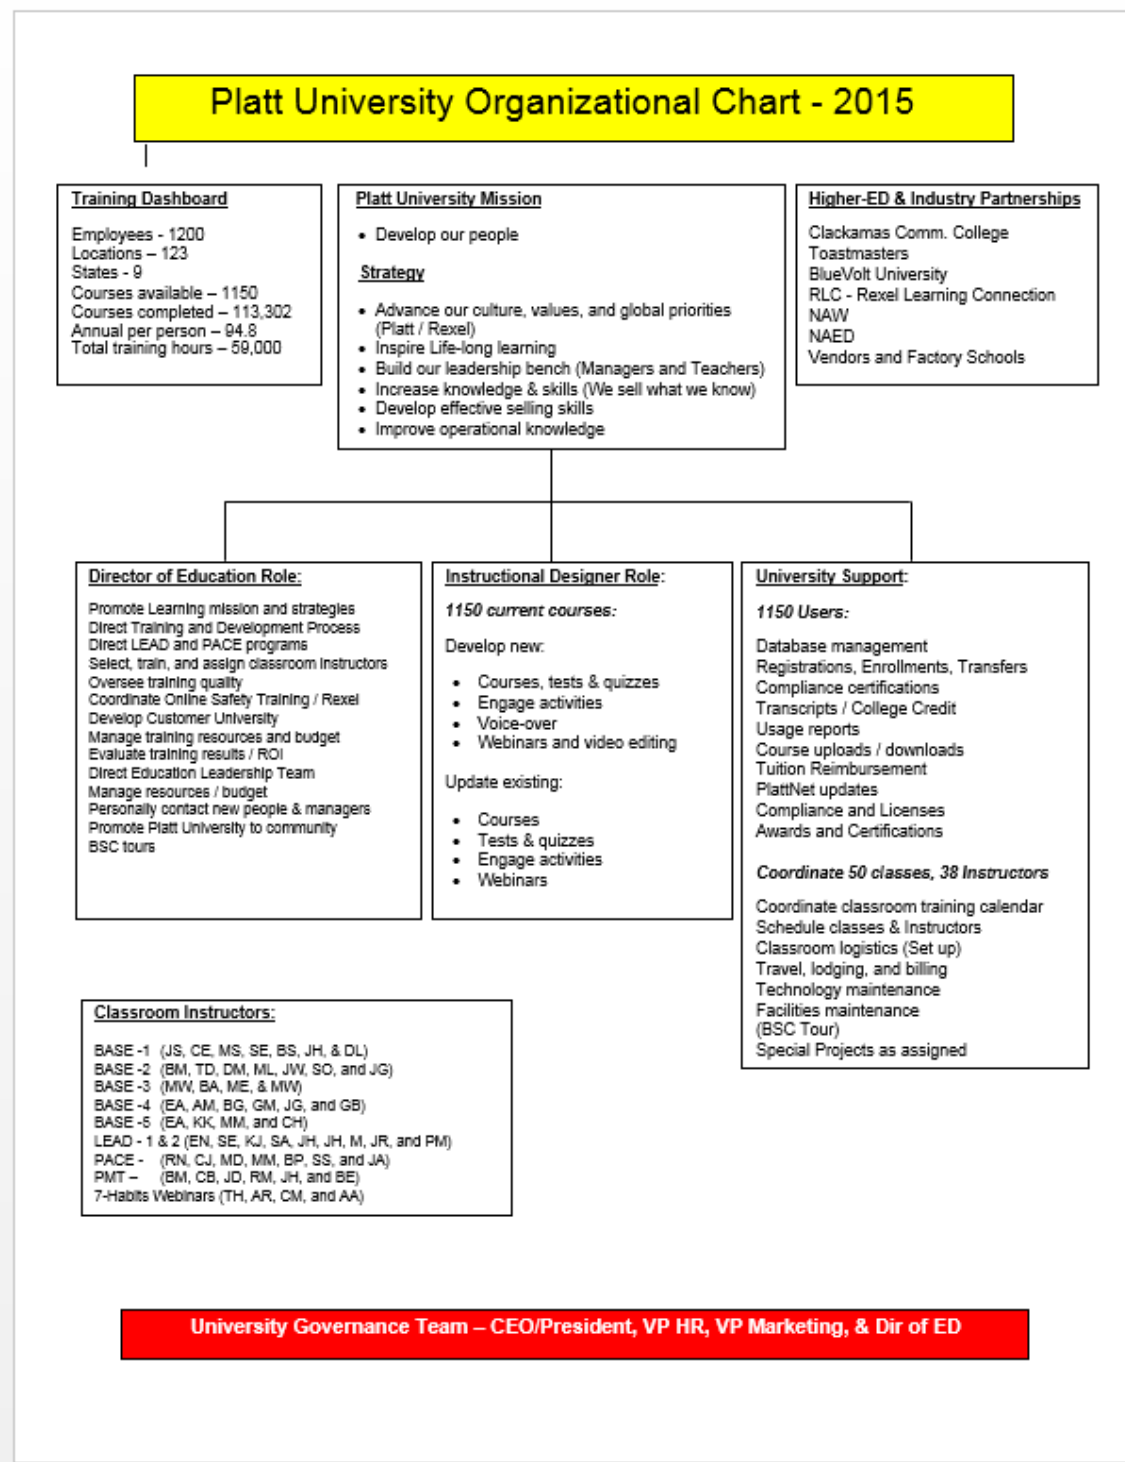 Platt University Organizational Chart - 2015
Training Dashboard
Employees - 1200
Locations – 123
States - 9
Courses available – 1150
Courses completed – 113,302
Annual per person – 94.8
Total training hours – 59,000
Platt University Mission
• Develop our people
Strategy
• Advance our culture, values, and global priorities
(Platt / Rexel)
• Inspire Life-long learning
• Build our leadership bench (Managers and Teachers)
• Increase knowledge & skills (We sell what we know)
• Develop effective selling skills
• Improve operational knowledge
Higher-ED & Industry Partnerships
Clackamas Comm. College
Toastmasters
BlueVolt University
RLC - Rexel Learning Connection
NAW
NAED
Vendors and Factory Schools
Director of Education Role:
Promote Learning mission and strategies
Direct Training and Development Process
Direct LEAD and PACE programs
Select, train, and assign classroom Instructors
Oversee training quality
Coordinate Online Safety Training / Rexel
Develop Customer University
Manage training resources and budget
Evaluate training results / ROI
Direct Education Leadership Team
Manage resources / budget
Personally contact new people & managers
Promote Platt University to community
BSC tours
Instructional Designer Role:
1150 current courses:
Develop new:
• Courses, tests & quizzes
• Engage activities
• Voice-over
• Webinars and video editing
Update existing:
• Courses
• Tests & quizzes
• Engage activities
• Webinars
University Support:
1150 Users:
Database management
Registrations, Enrollments, Transfers
Compliance certifications
Transcripts / College Credit
Usage reports
Course uploads / downloads
Tuition Reimbursement
PlattNet updates
Compliance and Licenses
Awards and Certifications
Coordinate 50 classes, 38 Instructors
Coordinate classroom training calendar
Schedule classes & Instructors
Classroom logistics (Set up)
Travel, lodging, and billing
Technology maintenance
Facilities maintenance
(BSC Tour)
Special Projects as assigned
Classroom Instructors:
BASE -1 (JS, CE, MS, SE, BS, JH, & DL)
BASE -2 (BM, TD, DM, ML, JW, SO, and JG)
BASE -3 (MW, BA, ME, & MW)
BASE -4 (EA, AM, BG, GM, JG, and GB)
BASE -5 (EA, KK, MM, and CH)
LEAD - 1 & 2 (EN, SE, KJ, SA, JH, JH, M, JR, and PM)
PACE - (RN, CJ, MD, MM, BP, SS, and JA)
PMT – (BM, CB, JD, RM, JH, and BE)
7-Habits Webinars (TH, AR, CM, and AA)
University Governance Team – CEO/President, VP HR, VP Marketing, & Dir of ED